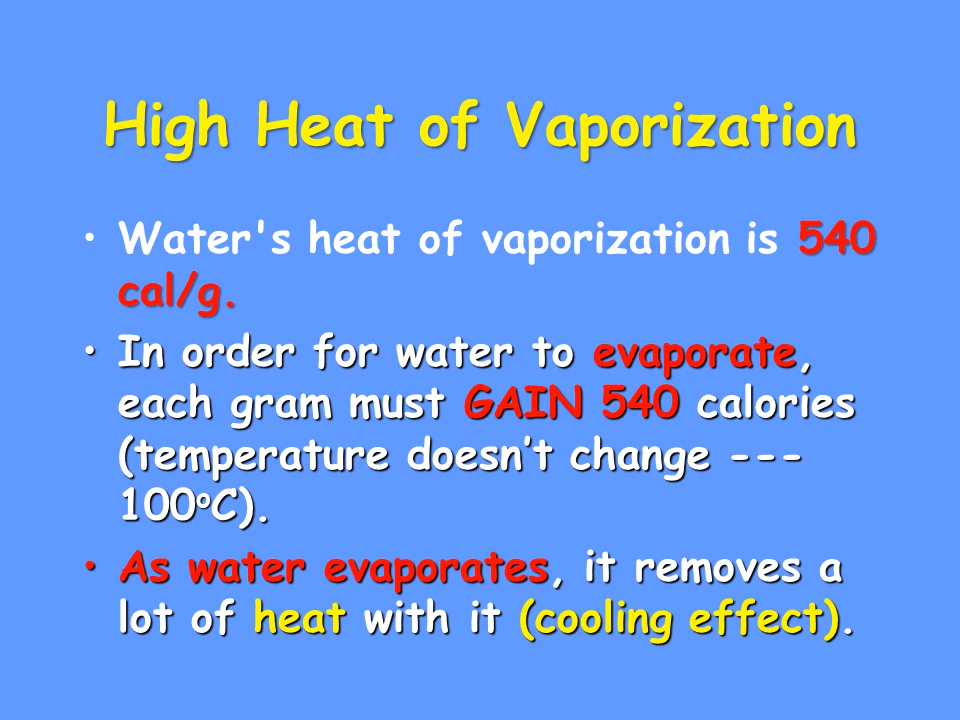 High Heat of Vaporization
• Water's heat of vaporization is 540
cal/g.
• In order for water to evaporate,
each gram must GAIN 540 calories
(temperature doesn’t change ---
100ºC).
• As water evaporates, it removes a
lot of heat with it (cooling effect).